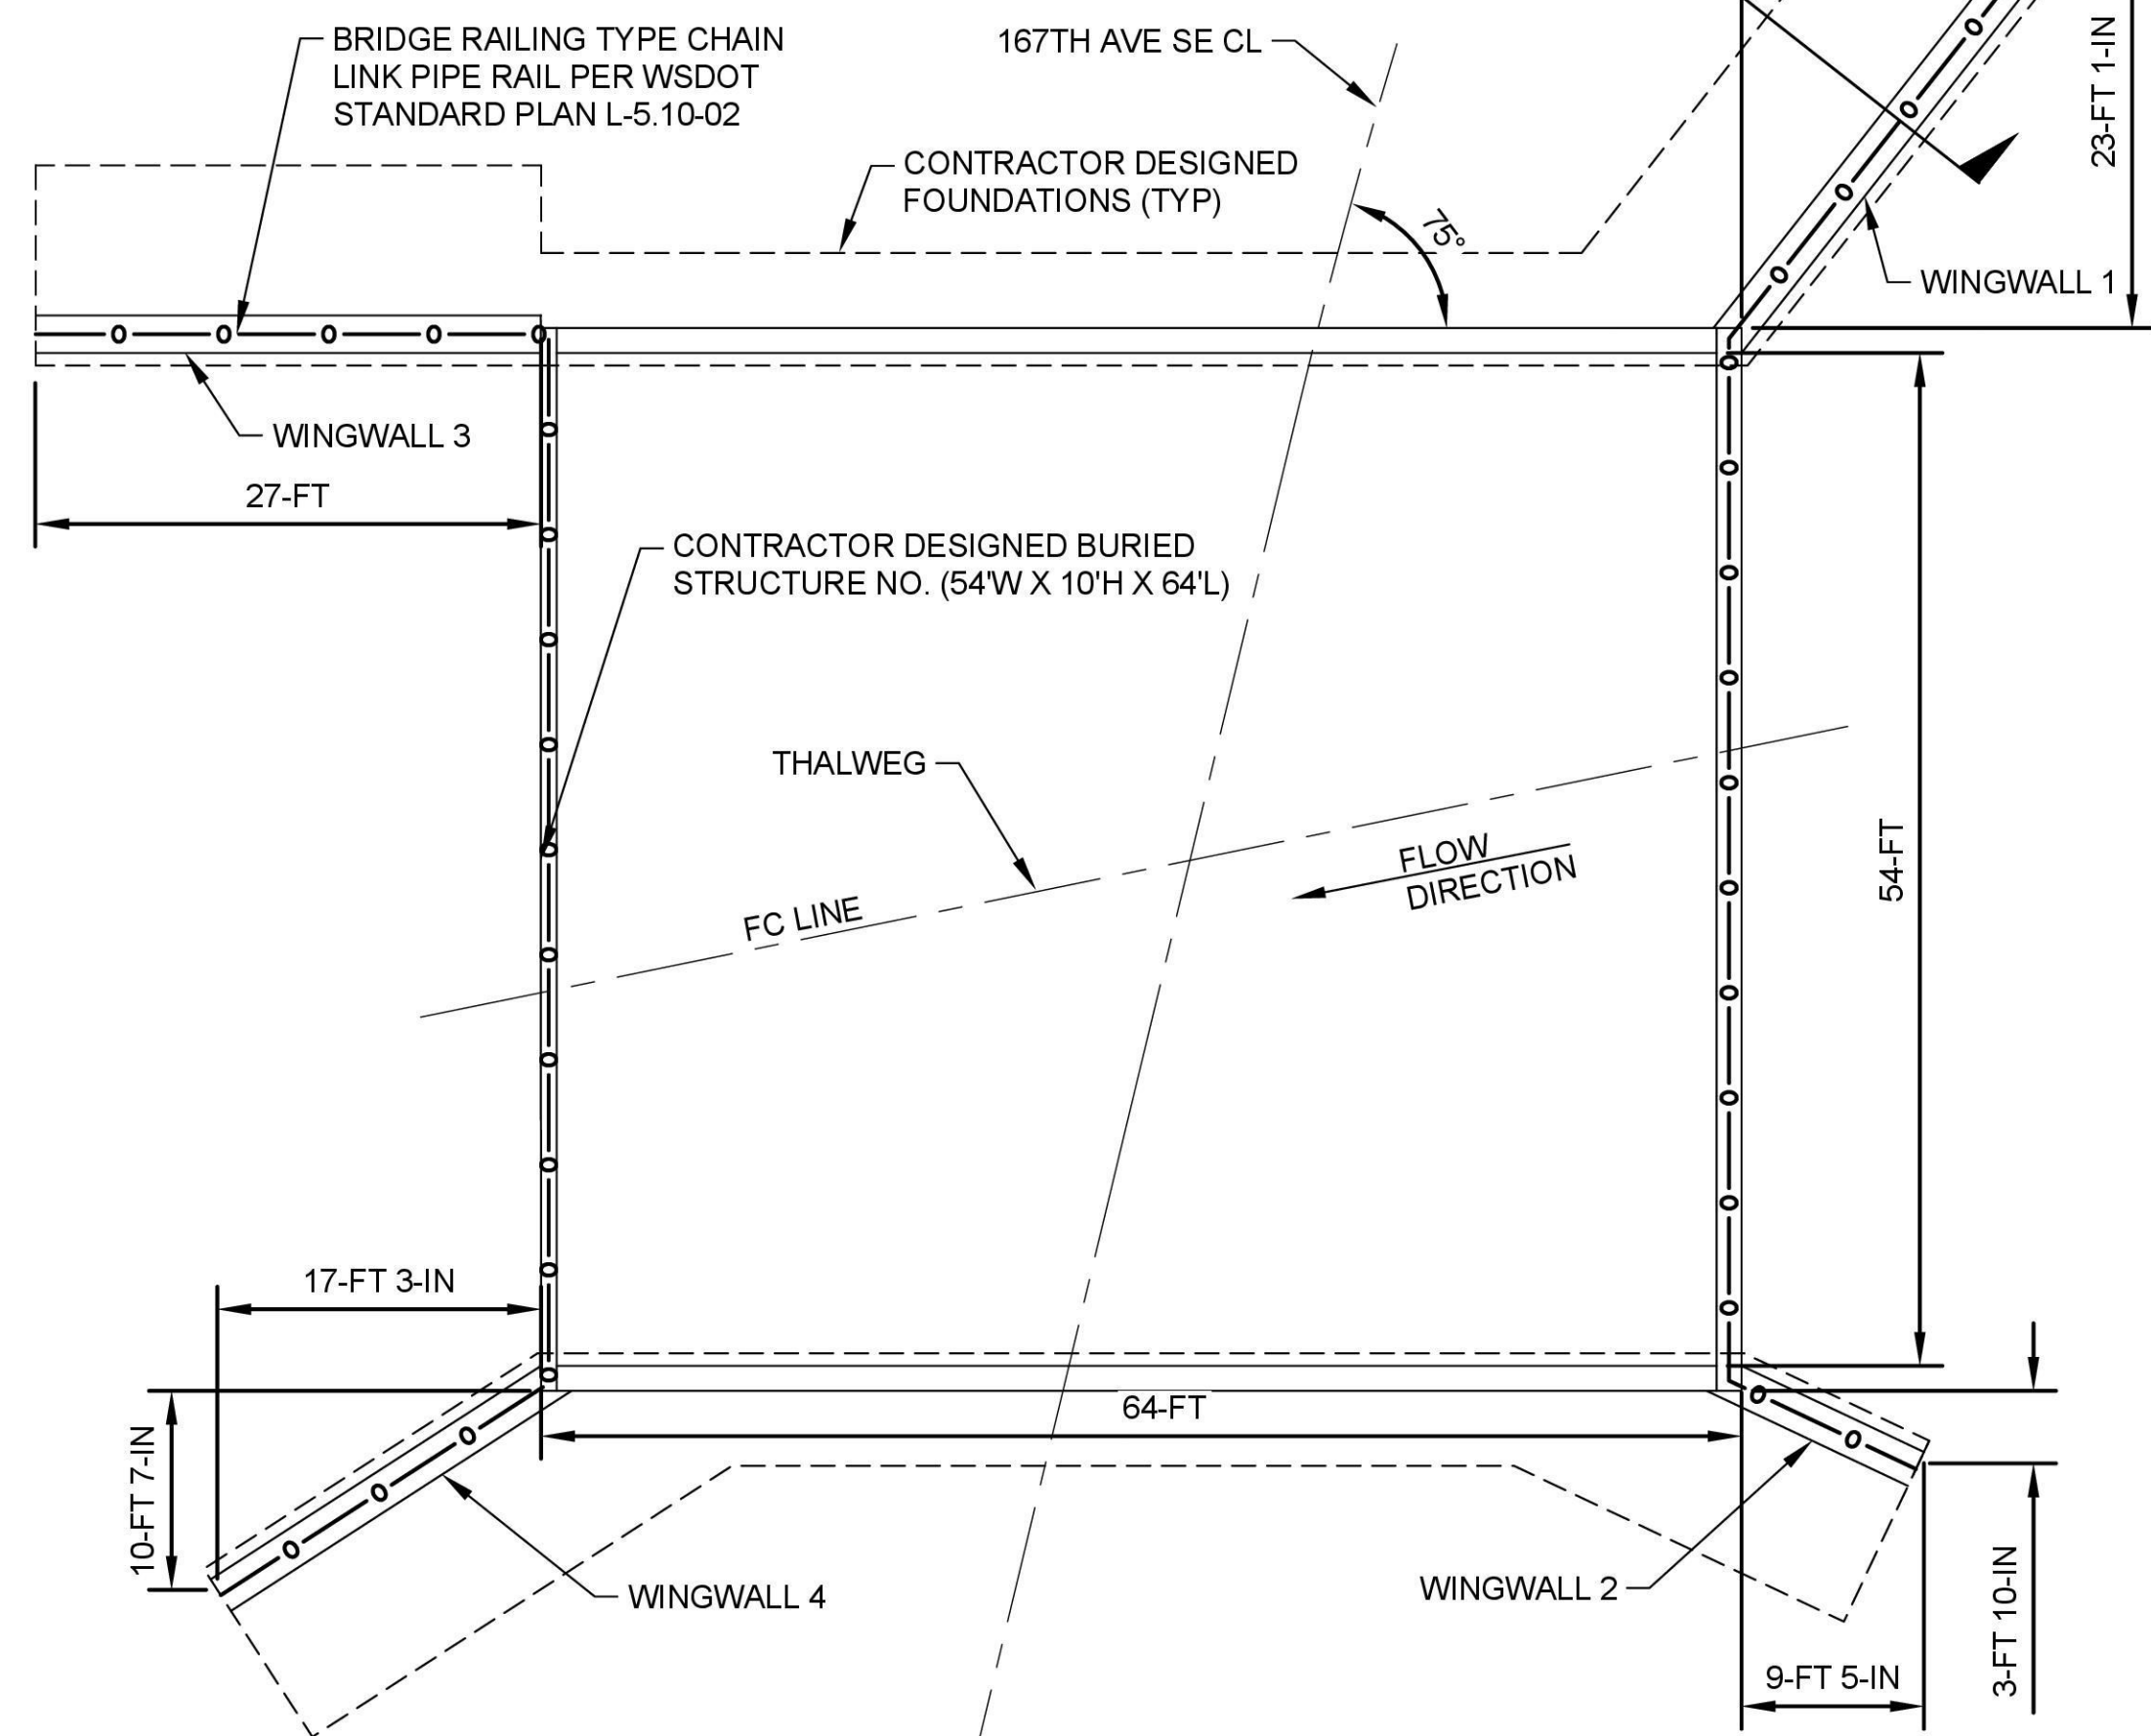 BRIDGE RAILING TYPE CHAIN
LINK PIPE RAIL PER WSDOT
STANDARD PLAN L-5.10-02
167TH AVE SE CL
23-FT 1-IN
CONTRACTOR DESIGNED
FOUNDATIONS (TYP)
75°
WINGWALL 1
WINGWALL 3
27-FT
CONTRACTOR DESIGNED BURIED
STRUCTURE NO. (54'W X 10'H X 64'L)
THALWEG
FLOW
DIRECTION
54-FT
FC LINE
17-FT 3-IN
64-FT
10-FT 7-IN
WINGWALL 4
WINGWALL 2
3-FT 10-IN
9-FT 5-IN